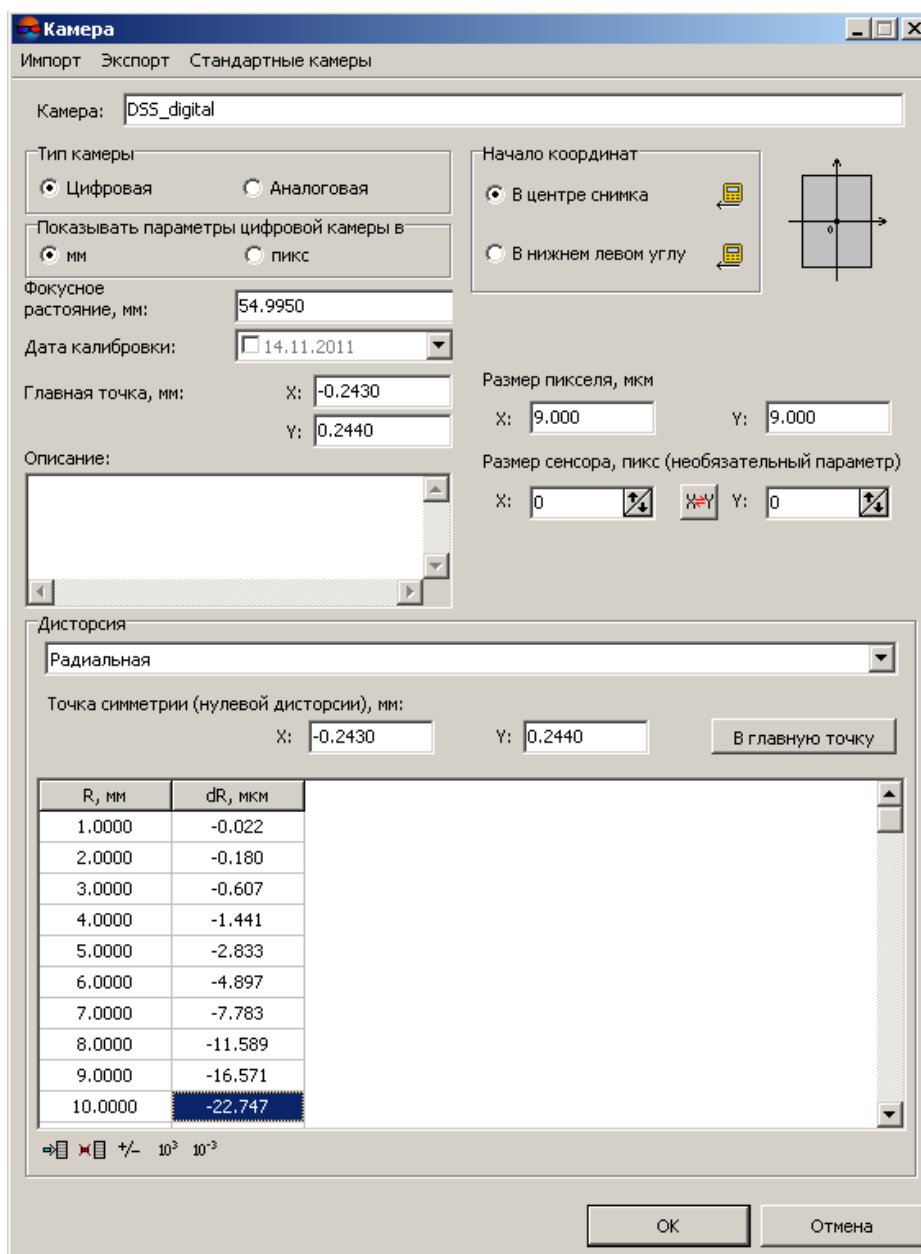 Камера
Импорт Экспорт Стандартные камеры
Камера: DSS_digital
Тип камеры
Цифровая Аналоговая
Показывать параметры цифровой камеры в
мм пикс
Начало координат
В центре снимка
В нижнем левом углу
0
Фокусное
растояние, мм: 54.9950
Дата калибровки: 14.11.2011
Главная точка, мм: X: -0.2430
Y: 0.2440
Размер пикселя, мкм
X: 9.000 Y: 9.000
Описание:
Размер сенсора, пикс (необязательный параметр)
X: 0 X⇌Y Y: 0
Дисторсия
Радиальная
Точка симметрии (нулевой дисторсии), мм:
X: -0.2430 Y: 0.2440 В главную точку
R, мм dR, мкм
1.0000 -0.022
2.0000 -0.180
3.0000 -0.607
4.0000 -1.441
5.0000 -2.833
6.0000 -4.897
7.0000 -7.783
8.0000 -11.589
9.0000 -16.571
10.0000 -22.747
+/- 10³ 10⁻³
OK Отмена